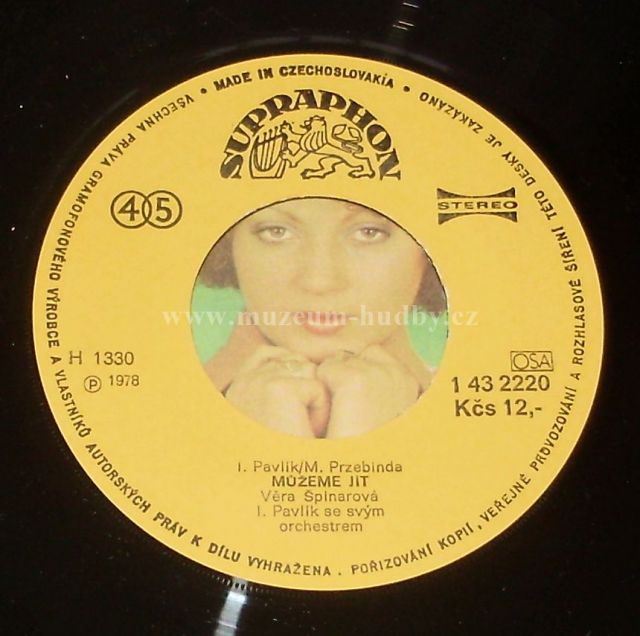 VŠECHNA PRÁVA GRAMOFONOVÉHO VÝROBCE A VLASTNÍKŮ AUTORSKÝCH PRÁV K DÍLU VYHRAŽENA . POŘIZOVÁNÍ KOPIÍ, VEŘEJNÉ PROVOZOVÁNÍ A ROZHLASOVÉ ŠÍŘENÍ TÉTO DESKY JE ZAKÁZÁNO • MADE IN CZECHOSLOVAKIA •
SUPRAPHON
45
STEREO
www.muzeum-hudby.cz
H 1330
Ⓟ 1978
OSA
1 43 2220
Kčs 12,-
I. Pavlík/M. Przebinda
MŮŽEME JÍT
Věra Špinarová
I. Pavlík se svým
orchestrem